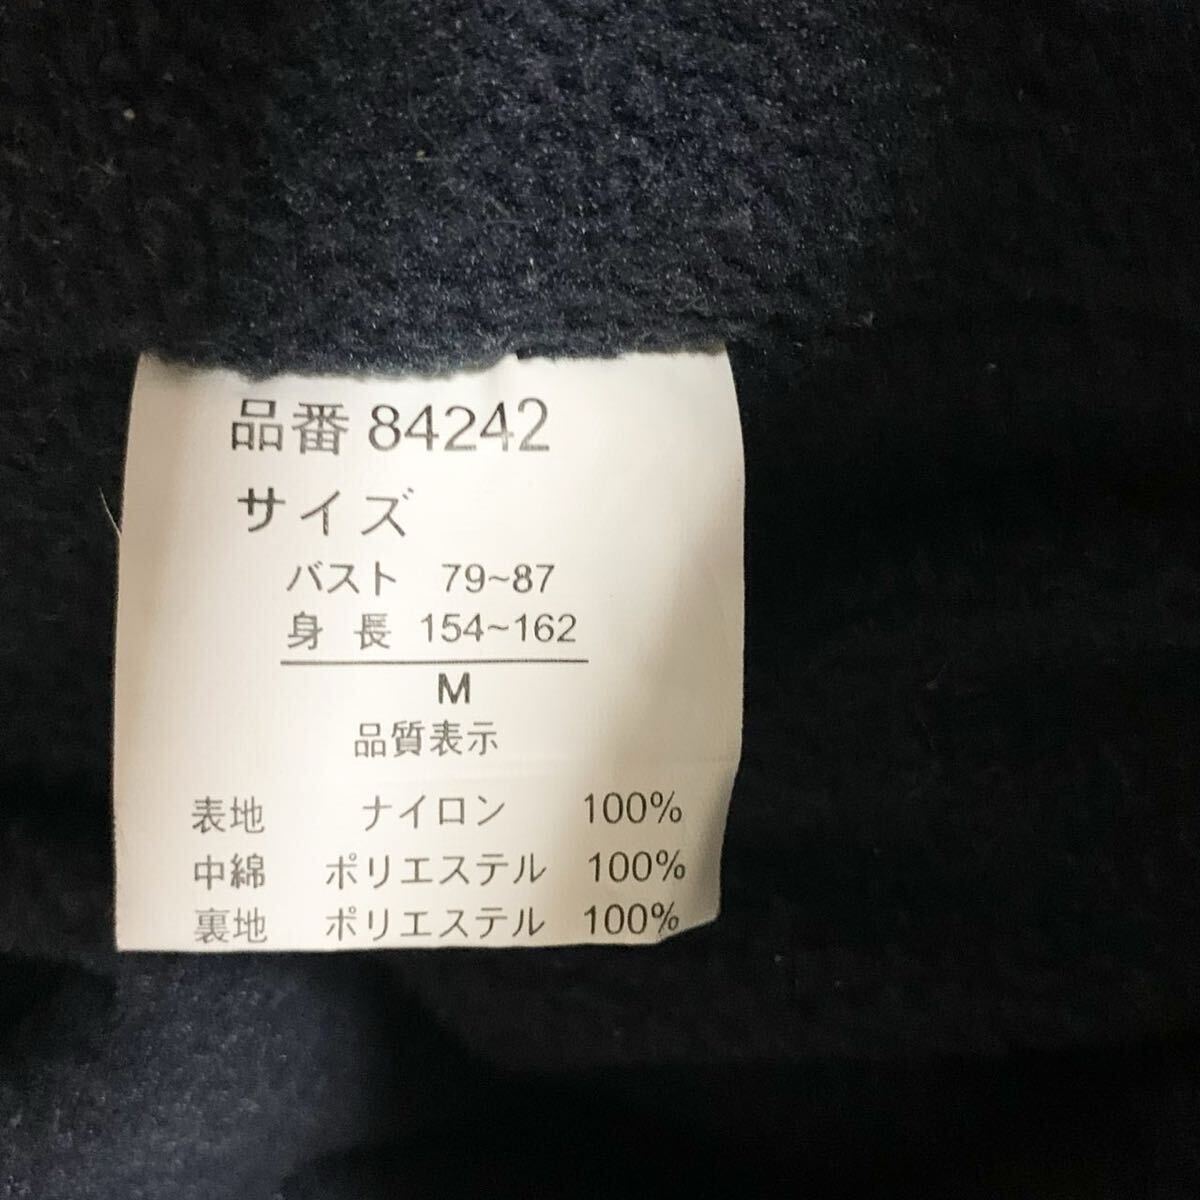 品番 84242
サイズ
バスト 79~87
身 長 154~162
M
品質表示
表地 ナイロン 100%
中綿 ポリエステル 100%
裏地 ポリエステル 100%